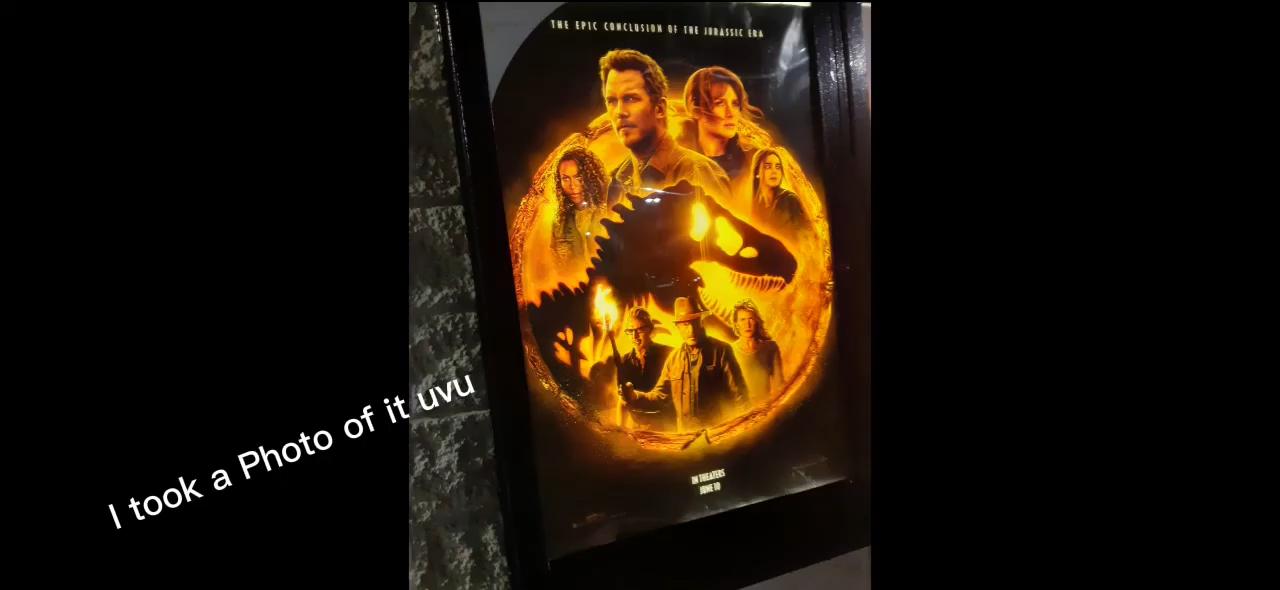 THE EPIC CONCLUSION OF THE JURASSIC ERA
I took a Photo of it uvu
IN THEATERS
JUNE 10